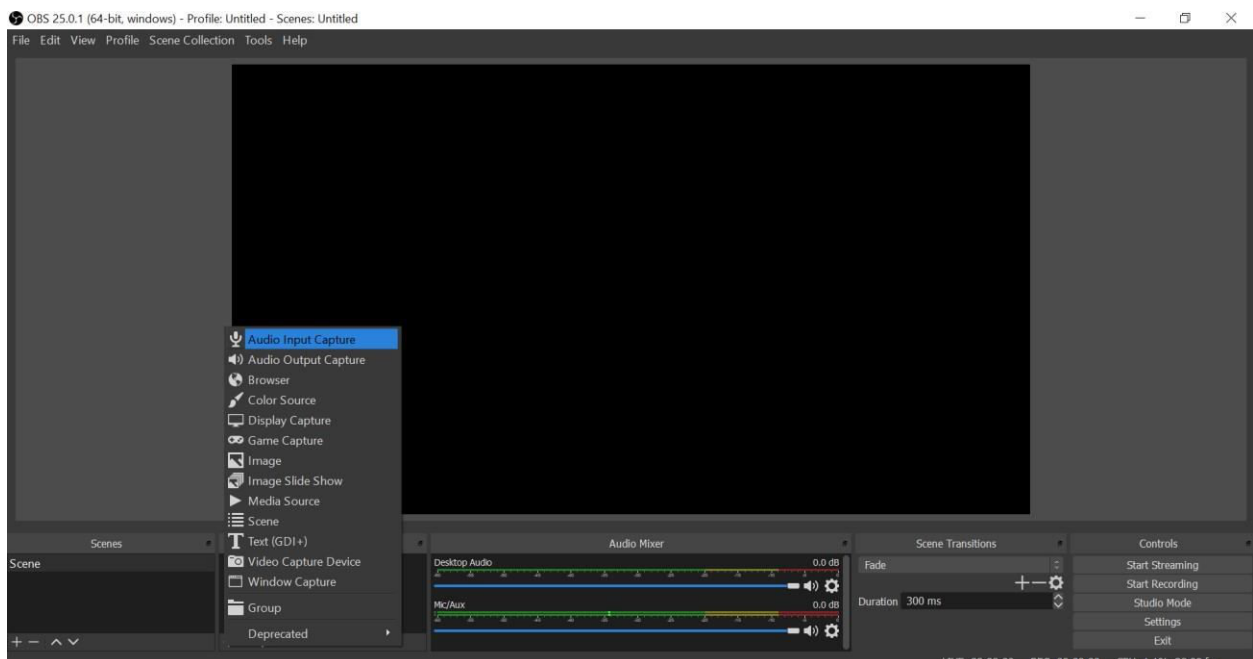 OBS 25.0.1 (64-bit, windows) - Profile: Untitled - Scenes: Untitled
File Edit View Profile Scene Collection Tools Help
Audio Input Capture
Audio Output Capture
Browser
Color Source
Display Capture
Game Capture
Image
Image Slide Show
Media Source
Scene
Text (GDI+)
Video Capture Device
Window Capture
Group
Deprecated
Scenes
Scene
Audio Mixer
Desktop Audio 0.0 dB
Mic/Aux 0.0 dB
Scene Transitions
Fade
Duration 300 ms
Controls
Start Streaming
Start Recording
Studio Mode
Settings
Exit